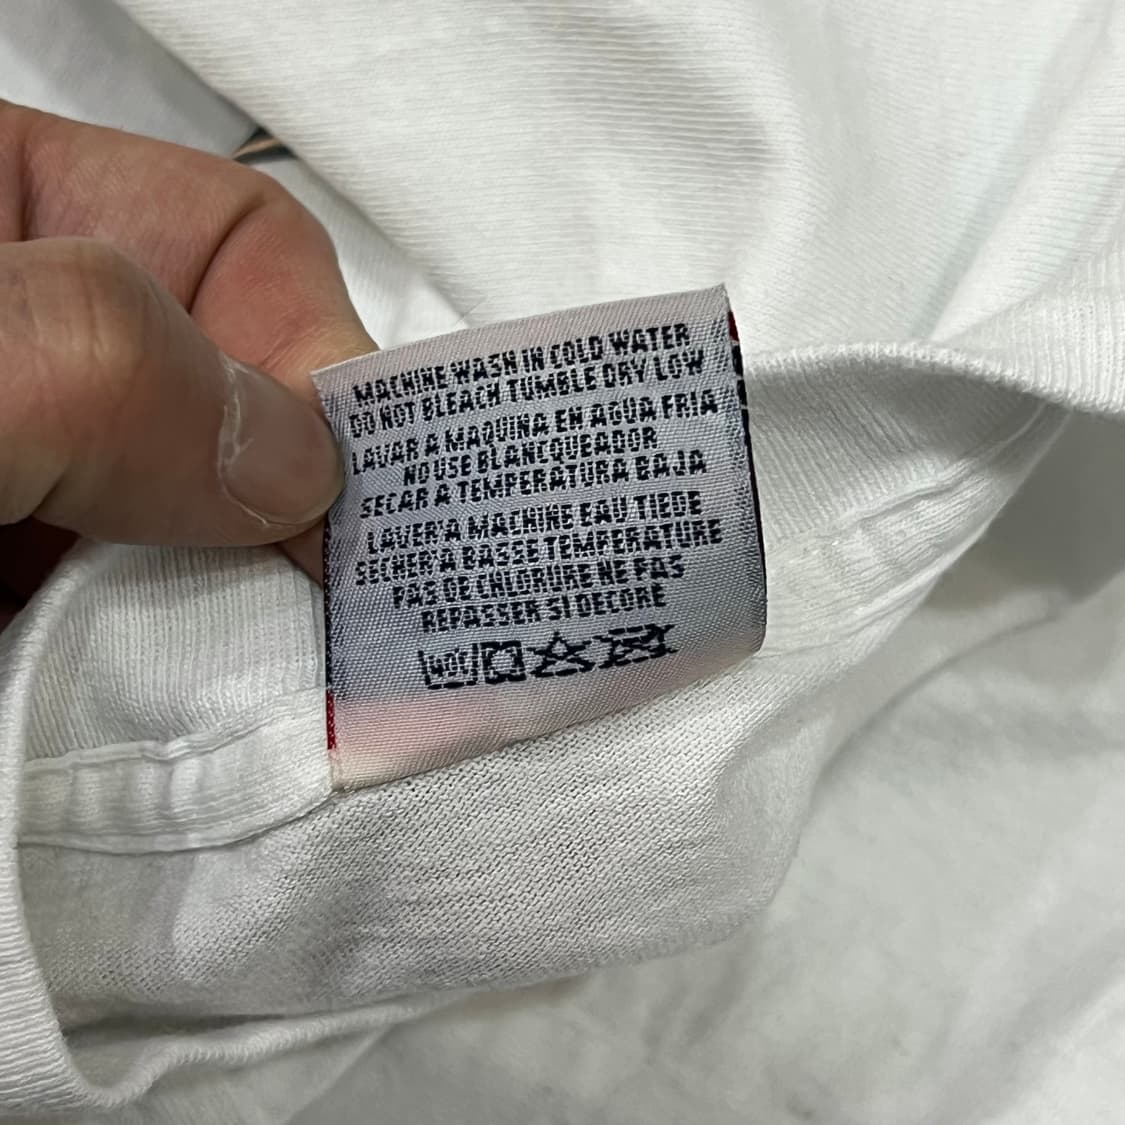 MACHINE WASH IN COLD WATER
DO NOT BLEACH TUMBLE DRY LOW
LAVAR A MAQUINA EN AGUA FRIA
NO USE BLANCQUEADOR
SECAR A TEMPERATURA BAJA
LAVER'A MACHINE EAU TIEDE
SECHER'A BASSE TEMPERATURE
PAS DE CHLORURE NE PAS
REPASSER SI DECORE
40C